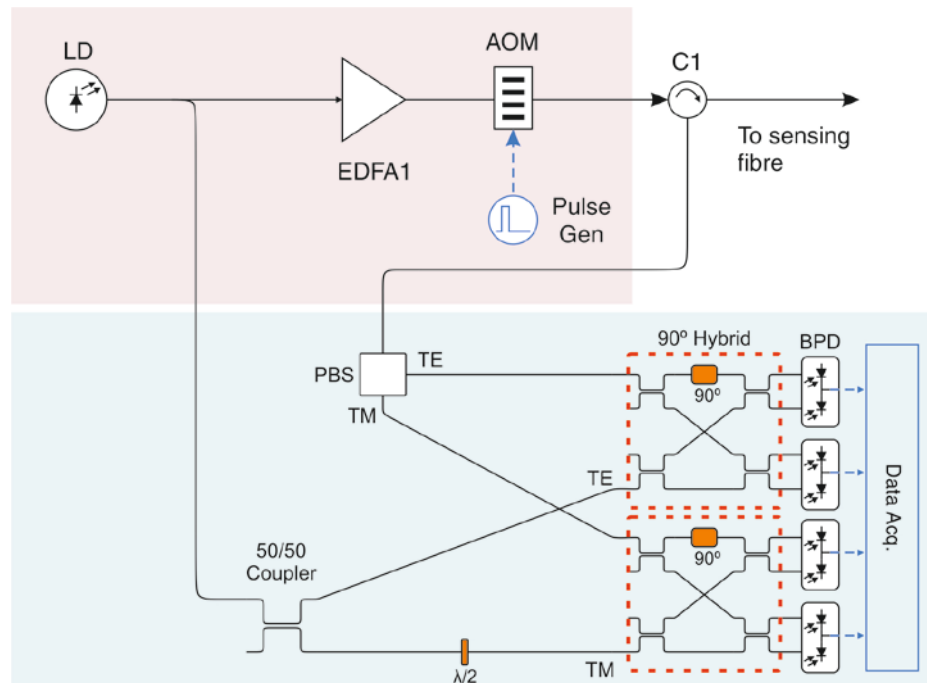 LD
AOM
C1
EDFA1
To sensing
fibre
Pulse
Gen
90º Hybrid
BPD
PBS
TE
TM
90º
TE
Data Acq.
50/50
Coupler
90º
λ/2
TM